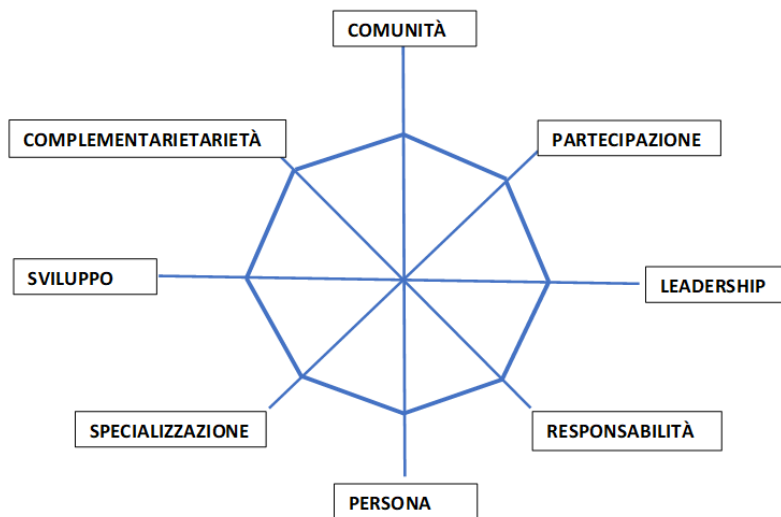 COMUNITÀ
COMPLEMENTARIETARIETÀ
PARTECIPAZIONE
SVILUPPO
LEADERSHIP
SPECIALIZZAZIONE
RESPONSABILITÀ
PERSONA